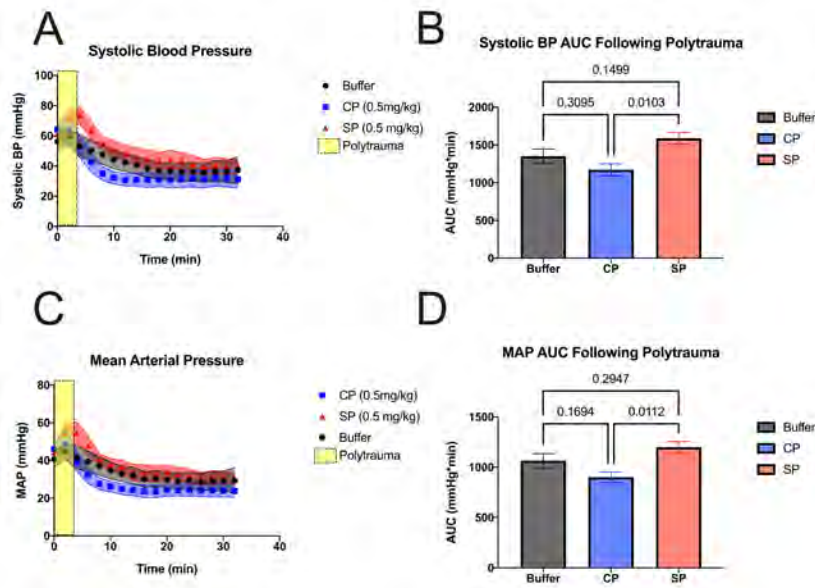 A
Systolic Blood Pressure
Systolic BP (mmHg)
100
80
60
40
20
0
0
10
20
30
40
Time (min)
Buffer
CP (0.5mg/kg)
SP (0.5 mg/kg)
Polytrauma
B
Systolic BP AUC Following Polytrauma
0.1499
0.3095
0.0103
AUC (mmHg*min)
2000
1500
1000
500
0
Buffer
CP
SP
Buffer
CP
SP
C
Mean Arterial Pressure
MAP (mmHg)
80
60
40
20
0
0
10
20
30
40
Time (min)
CP (0.5mg/kg)
SP (0.5 mg/kg)
Buffer
Polytrauma
D
MAP AUC Following Polytrauma
0.2947
0.1694
0.0112
AUC (mmHg*min)
1500
1000
500
0
Buffer
CP
SP
Buffer
CP
SP